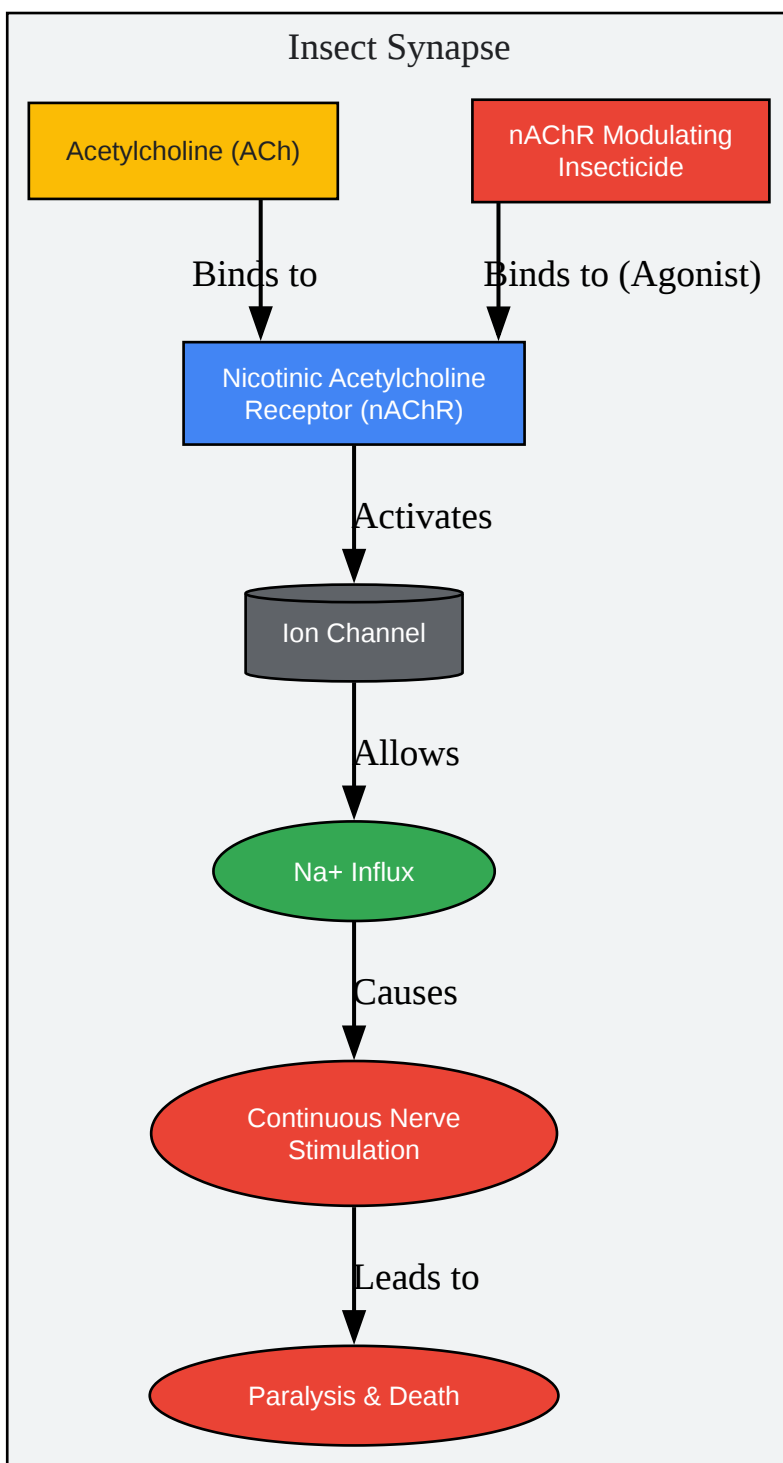 Insect Synapse
Acetylcholine (ACh)
nAChR Modulating
Insecticide
Binds to
Binds to (Agonist)
Nicotinic Acetylcholine
Receptor (nAChR)
Activates
Ion Channel
Allows
Na+ Influx
Causes
Continuous Nerve
Stimulation
Leads to
Paralysis & Death